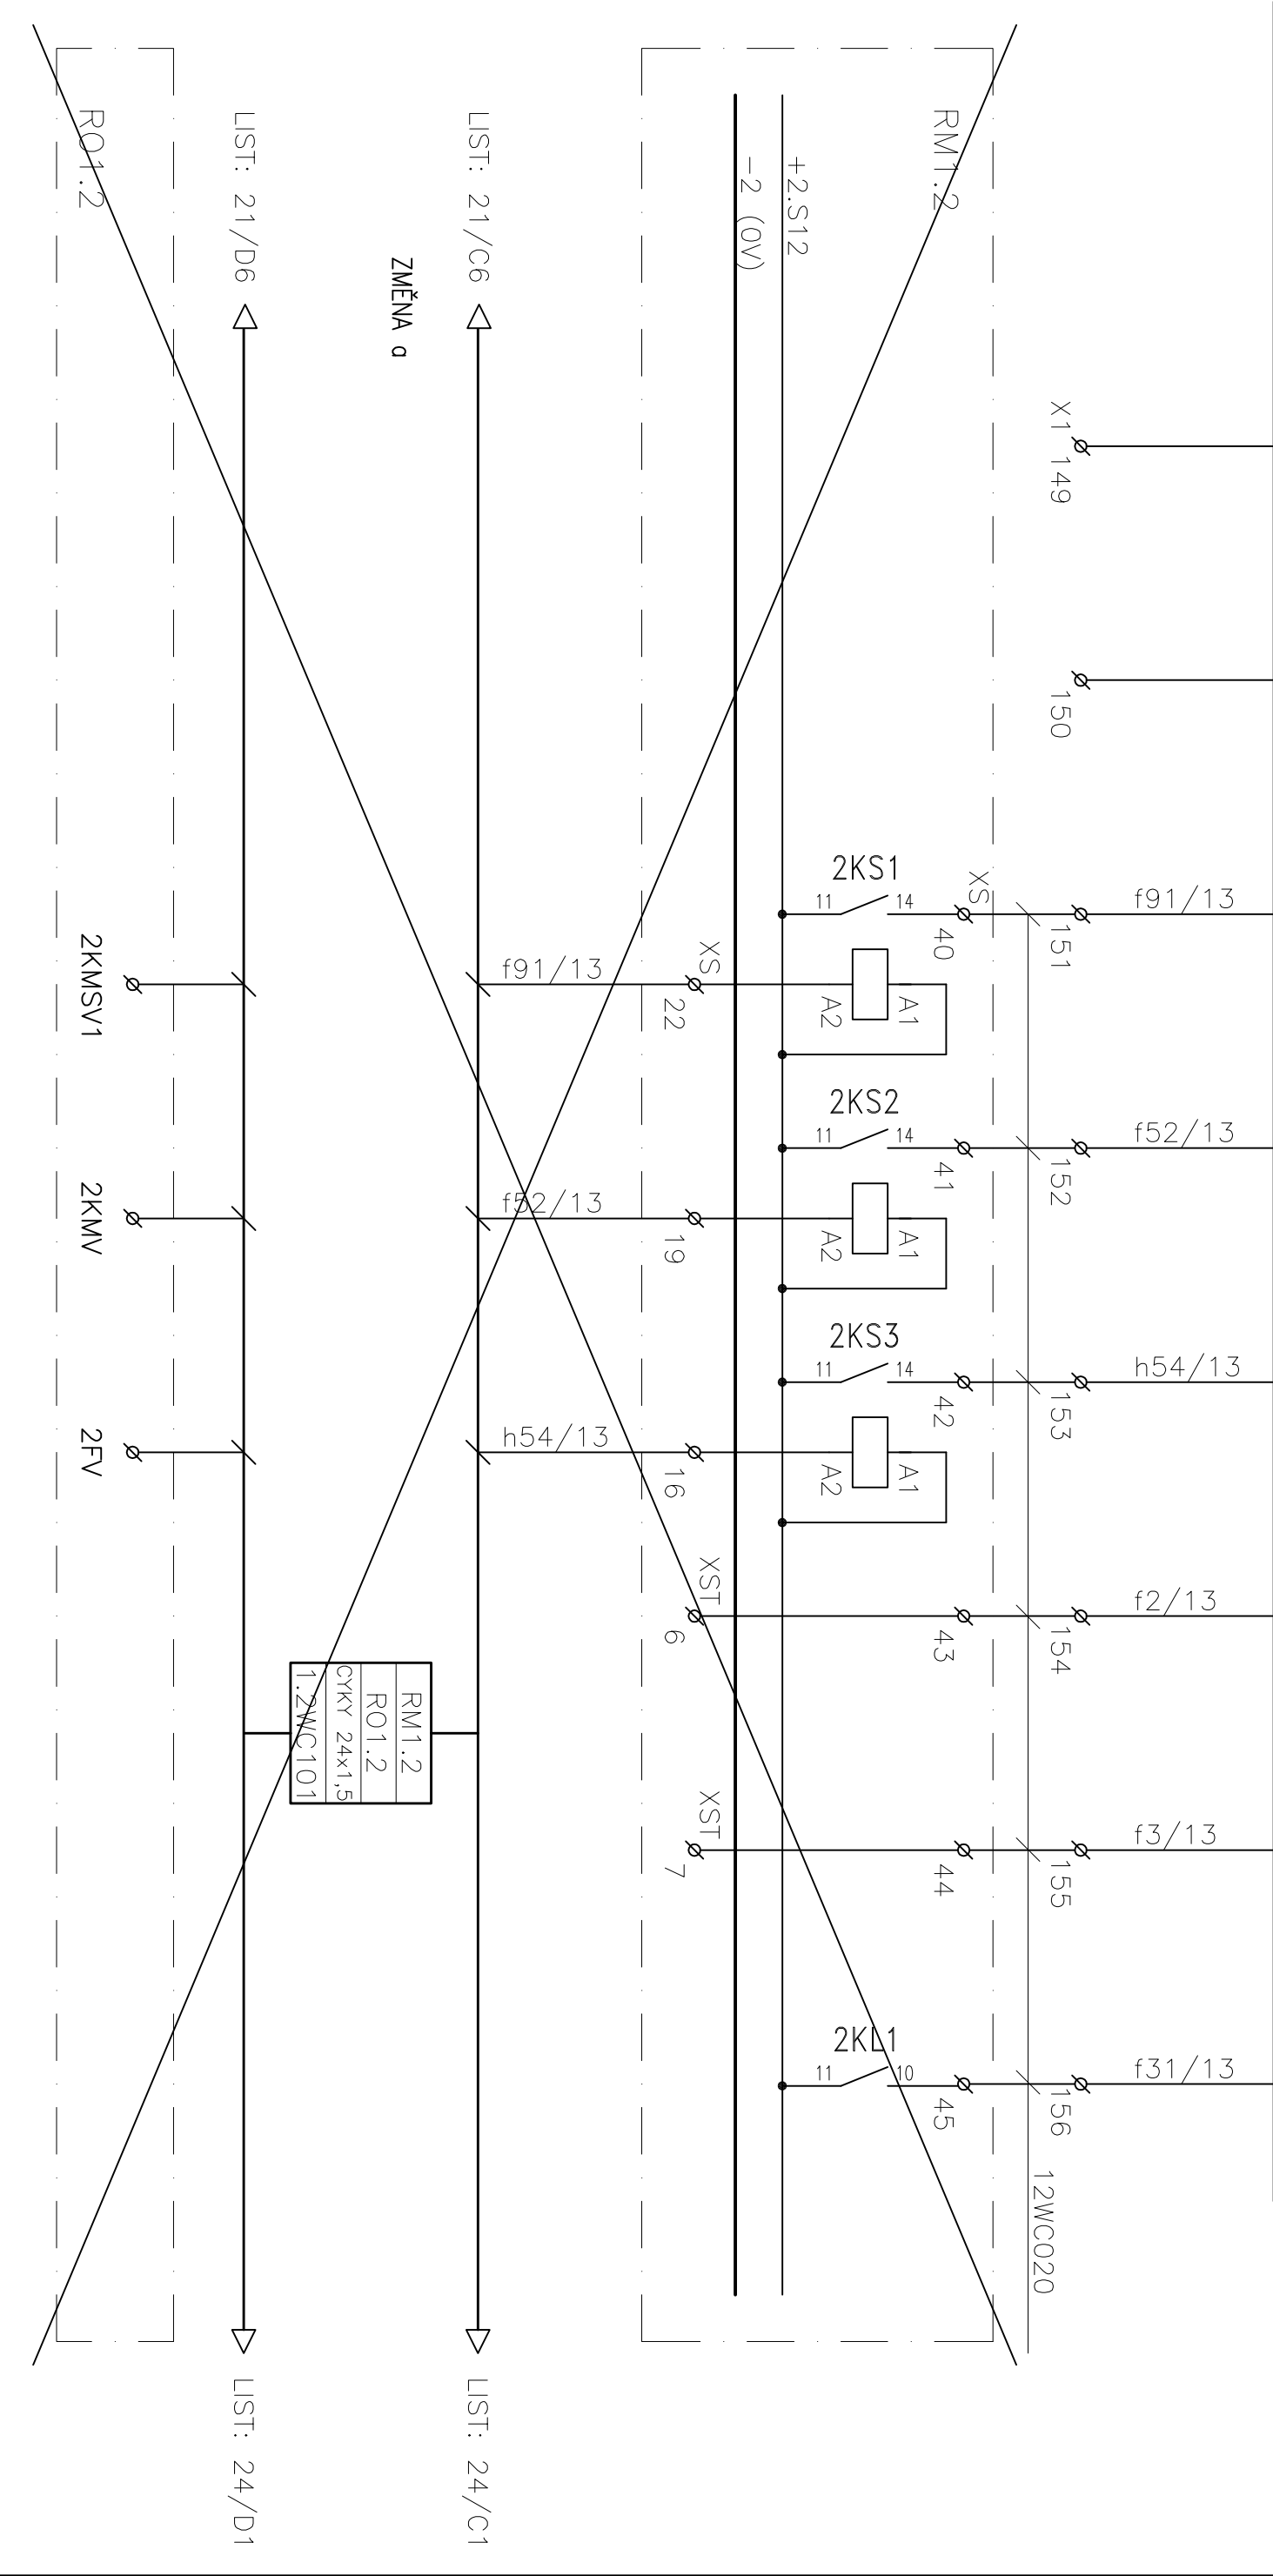 X1
149
150
151
152
153
154
155
156
f91/13
f52/13
h54/13
f2/13
f3/13
f31/13
12WC020
RM1.2
XS
40
41
42
43
44
45
2KS1
11
14
A1
A2
2KS2
11
14
A1
A2
2KS3
11
14
A1
A2
2KL1
11
10
+2.S12
-2 (0V)
XS
22
19
16
XST
6
XST
7
f91/13
f52/13
h54/13
LIST: 21/C6
LIST: 24/C1
ZMĚNA a
RM1.2
RO1.2
CYKY 24x1,5
1.2WC101
LIST: 21/D6
LIST: 24/D1
RO1.2
2KMSV1
2KMV
2FV